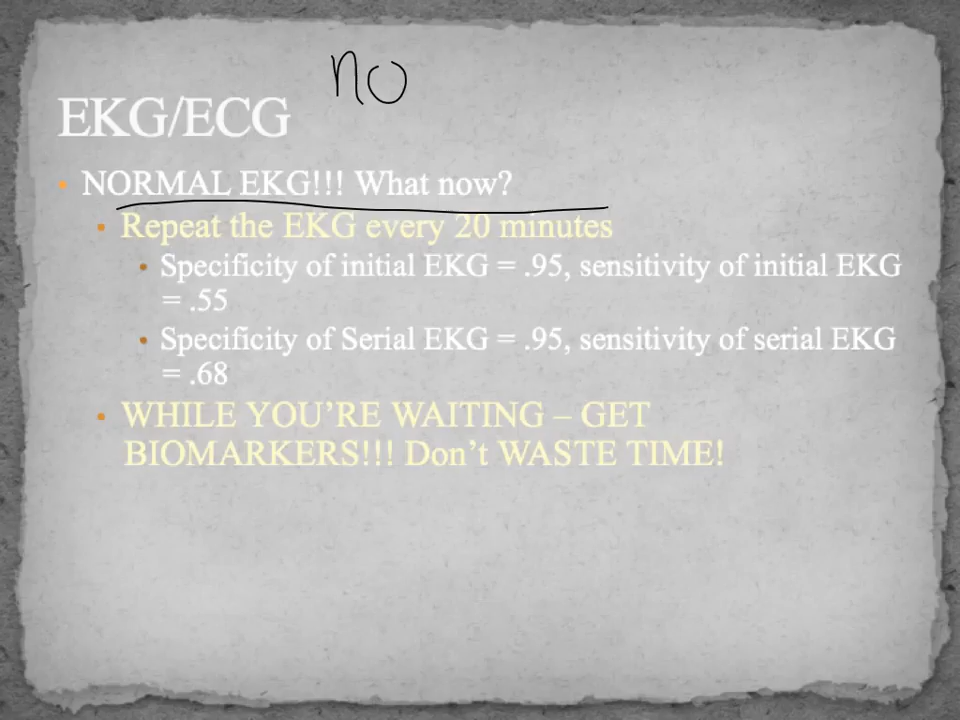 no
EKG/ECG
• NORMAL EKG!!! What now?
• Repeat the EKG every 20 minutes
• Specificity of initial EKG = .95, sensitivity of initial EKG
= .55
• Specificity of Serial EKG = .95, sensitivity of serial EKG
= .68
• WHILE YOU’RE WAITING – GET
BIOMARKERS!!! Don’t WASTE TIME!